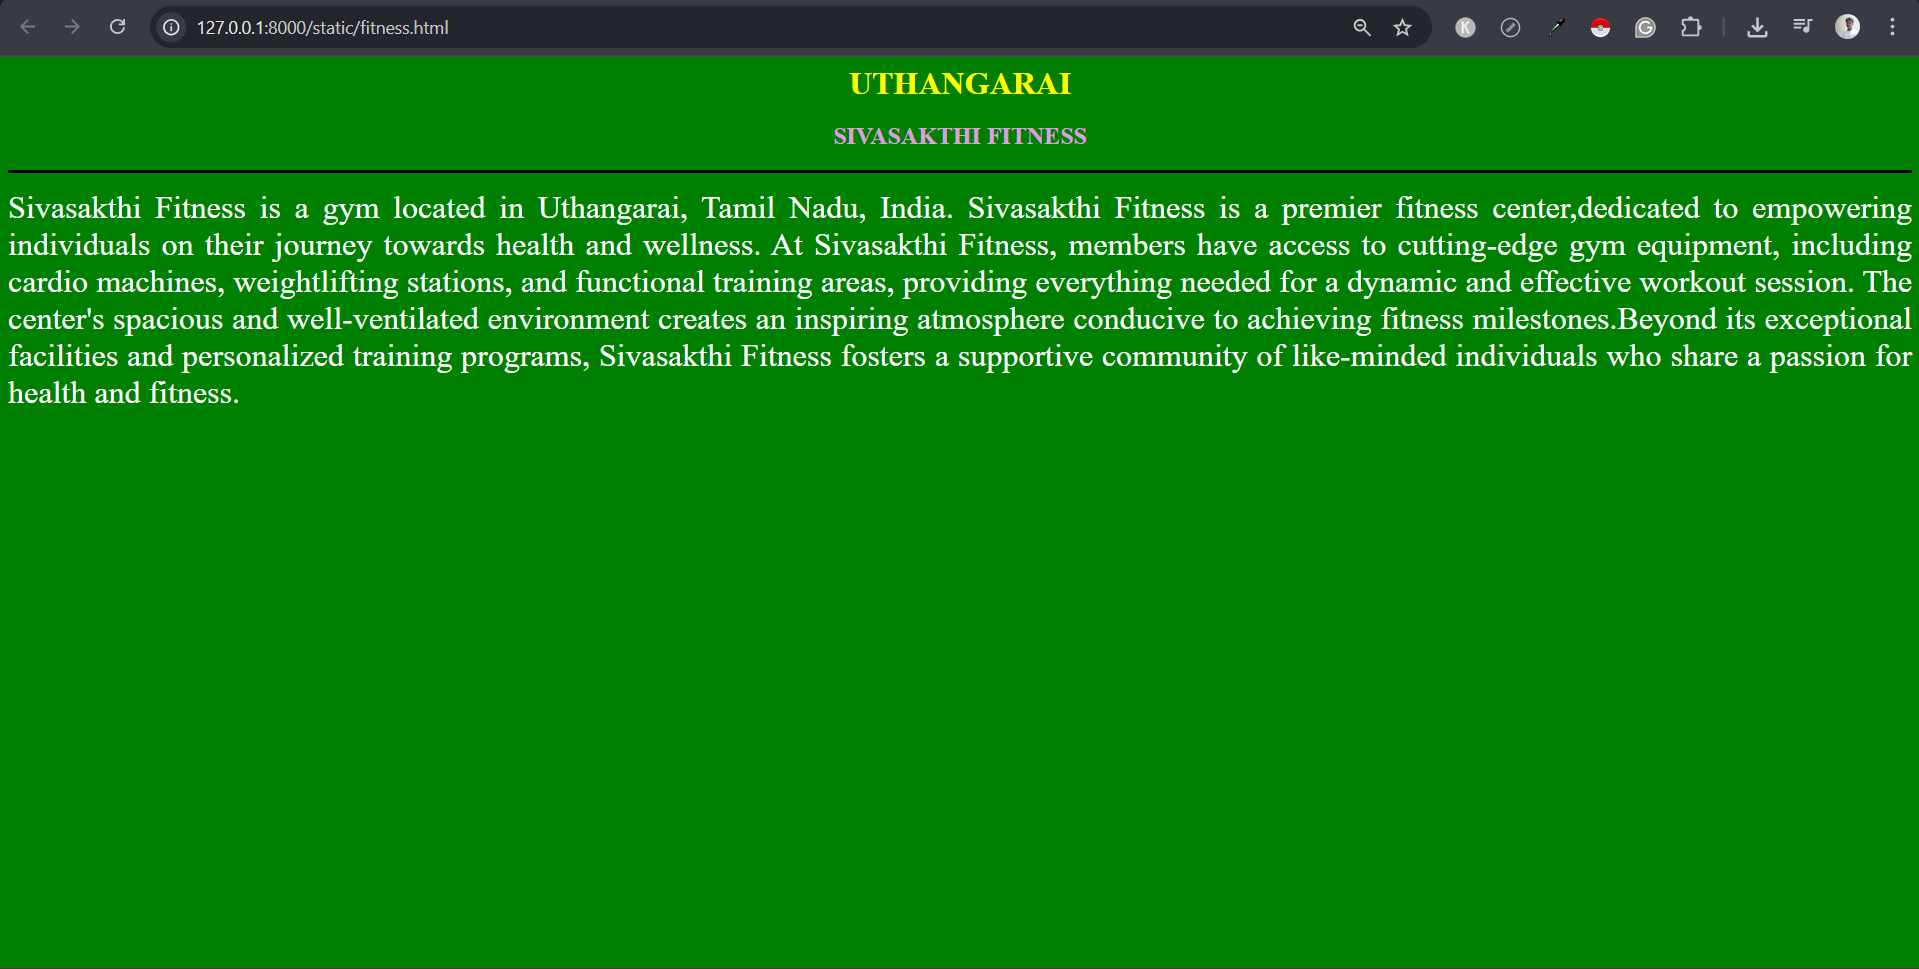 127.0.0.1:8000/static/fitness.html
K
G
UTHANGARAI
SIVASAKTHI FITNESS
Sivasakthi Fitness is a gym located in Uthangarai, Tamil Nadu, India. Sivasakthi Fitness is a premier fitness center,dedicated to empowering
individuals on their journey towards health and wellness. At Sivasakthi Fitness, members have access to cutting-edge gym equipment, including
cardio machines, weightlifting stations, and functional training areas, providing everything needed for a dynamic and effective workout session. The
center's spacious and well-ventilated environment creates an inspiring atmosphere conducive to achieving fitness milestones.Beyond its exceptional
facilities and personalized training programs, Sivasakthi Fitness fosters a supportive community of like-minded individuals who share a passion for
health and fitness.